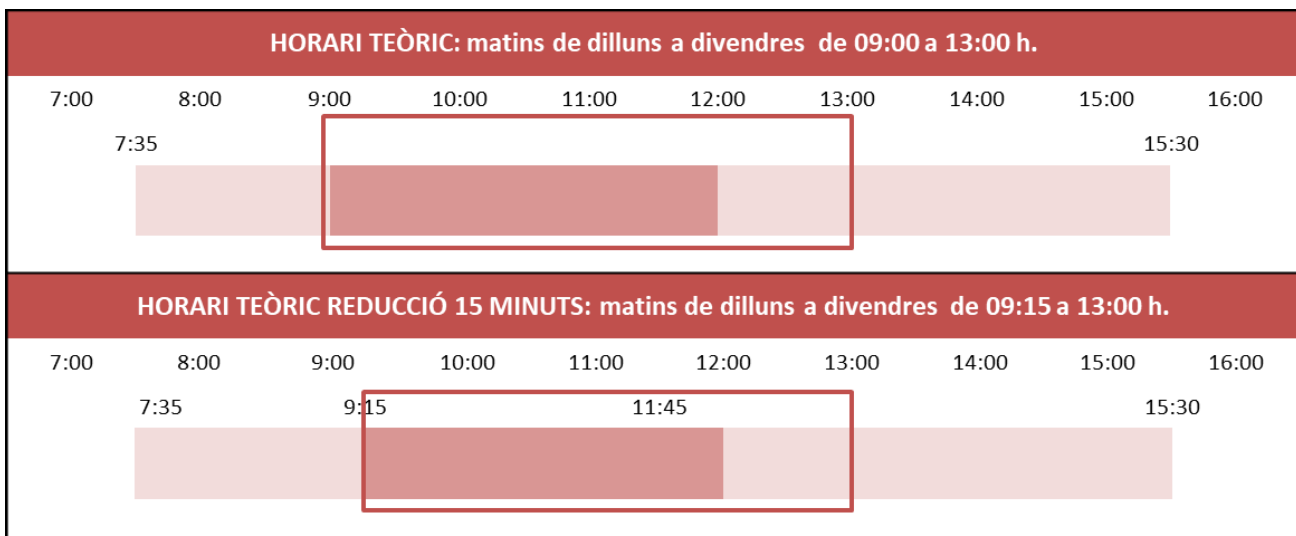 HORARI TEÒRIC: matins de dilluns a divendres de 09:00 a 13:00 h.
7:00 8:00 9:00 10:00 11:00 12:00 13:00 14:00 15:00 16:00
7:35 15:30
HORARI TEÒRIC REDUCCIÓ 15 MINUTS: matins de dilluns a divendres de 09:15 a 13:00 h.
7:00 8:00 9:00 10:00 11:00 12:00 13:00 14:00 15:00 16:00
7:35 9:15 11:45 15:30